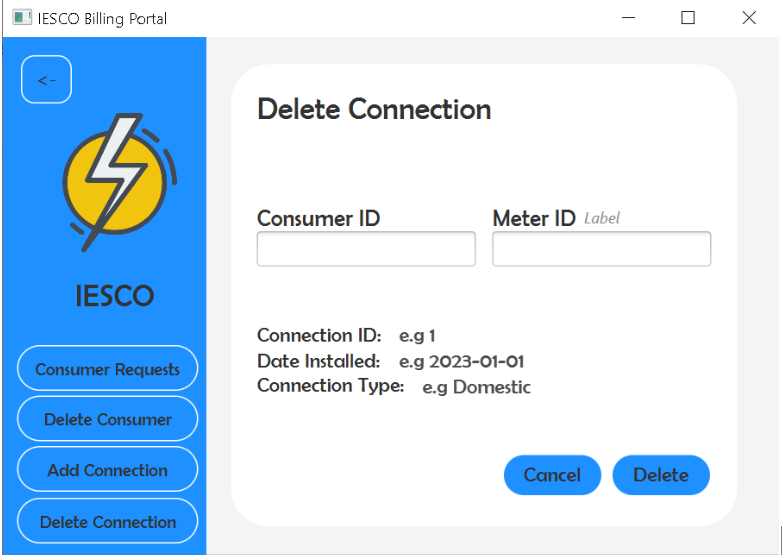 IESCO Billing Portal
<-
IESCO
Consumer Requests
Delete Consumer
Add Connection
Delete Connection
Delete Connection
Consumer ID
Meter ID Label
Connection ID: e.g 1
Date Installed: e.g 2023-01-01
Connection Type: e.g Domestic
Cancel
Delete